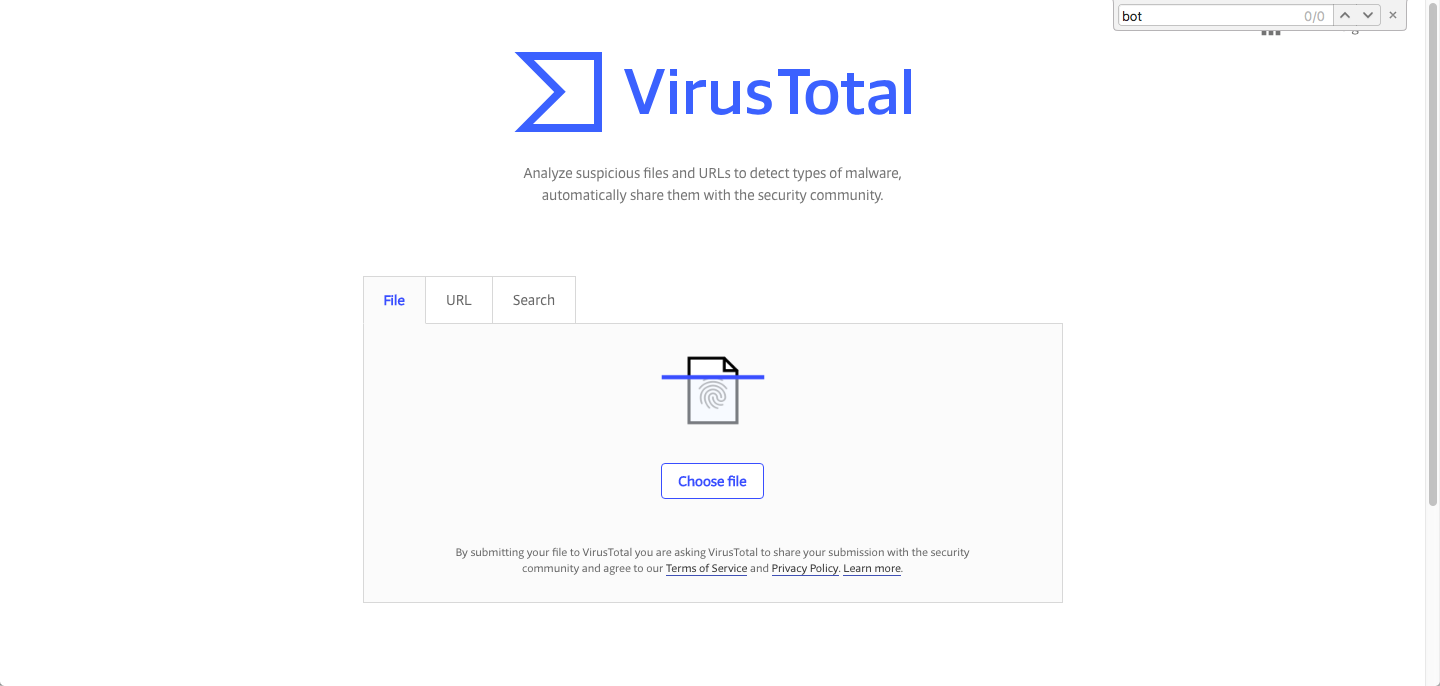 bot 0/0
VirusTotal
Analyze suspicious files and URLs to detect types of malware,
automatically share them with the security community.
File URL Search
Choose file
By submitting your file to VirusTotal you are asking VirusTotal to share your submission with the security
community and agree to our Terms of Service and Privacy Policy. Learn more.